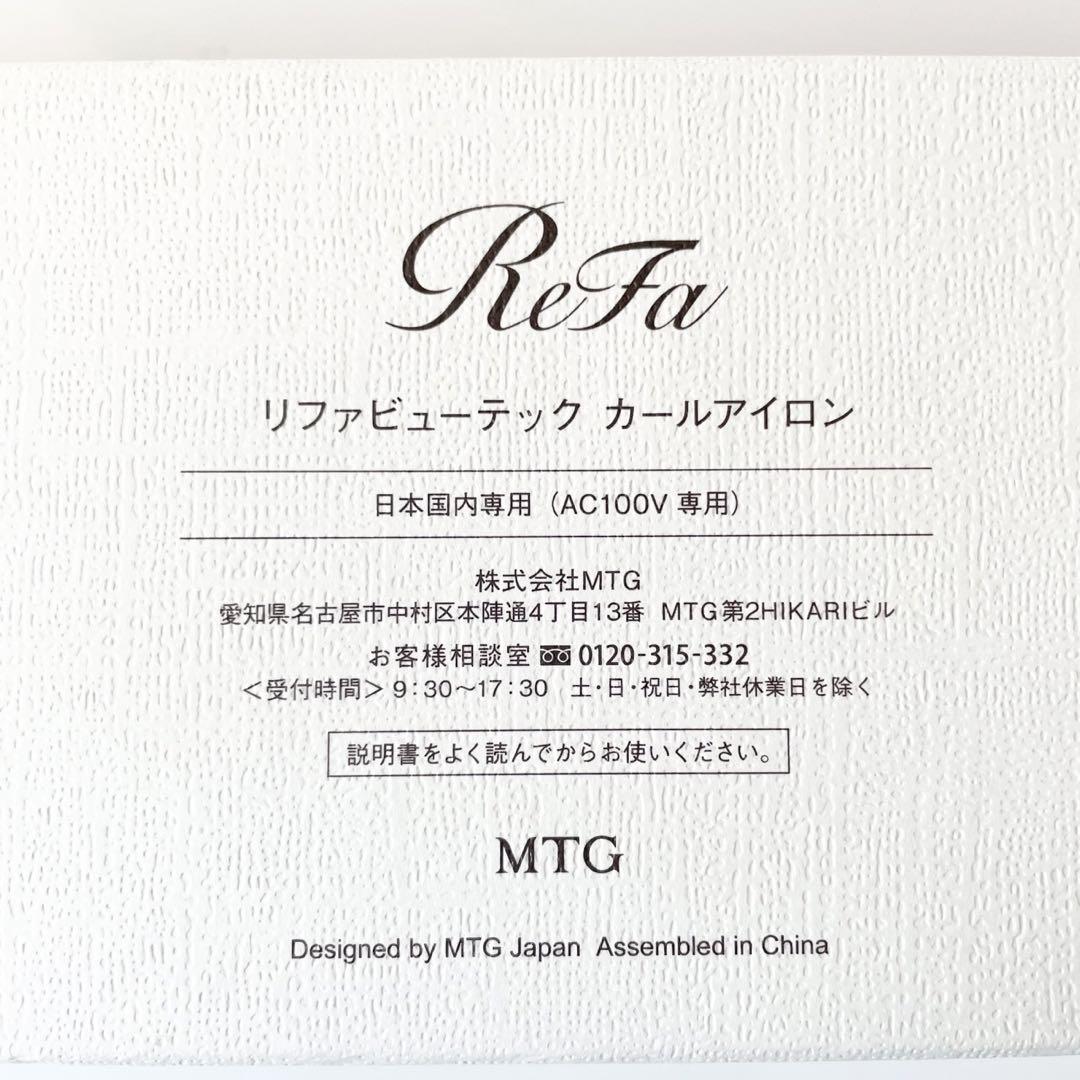 ReFa
リファビューテック カールアイロン
日本国内専用（AC100V 専用）
株式会社MTG
愛知県名古屋市中村区本陣通4丁目13番 MTG第2HIKARIビル
お客様相談室 0120-315-332
＜受付時間＞9：30〜17：30 土・日・祝日・弊社休業日を除く
説明書をよく読んでからお使いください。
MTG
Designed by MTG Japan Assembled in China